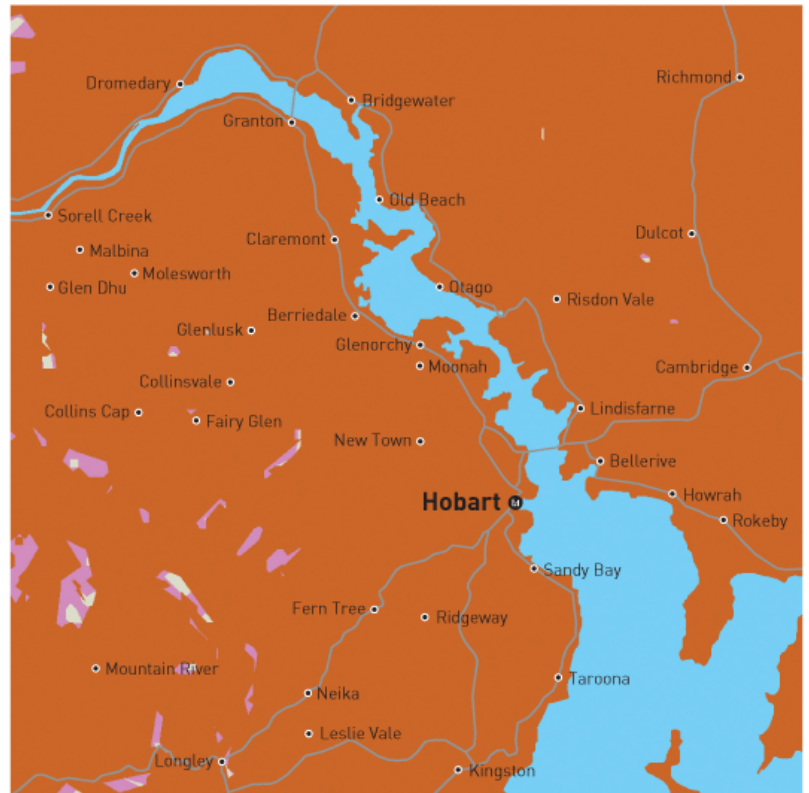 Richmond
Dromedary
Bridgewater
Granton
Old Beach
Sorell Creek
Dulcot
Claremont
Malbina
Molesworth
Glen Dhu
Otago
Risdon Vale
Berriedale
Glenlusk
Glenorchy
Moonah
Cambridge
Collinsvale
Lindisfarne
Collins Cap
Fairy Glen
New Town
Bellerive
Howrah
Hobart M
Rokeby
Sandy Bay
Fern Tree
Ridgeway
Mountain River
Taroona
Neika
Leslie Vale
Longley
Kingston